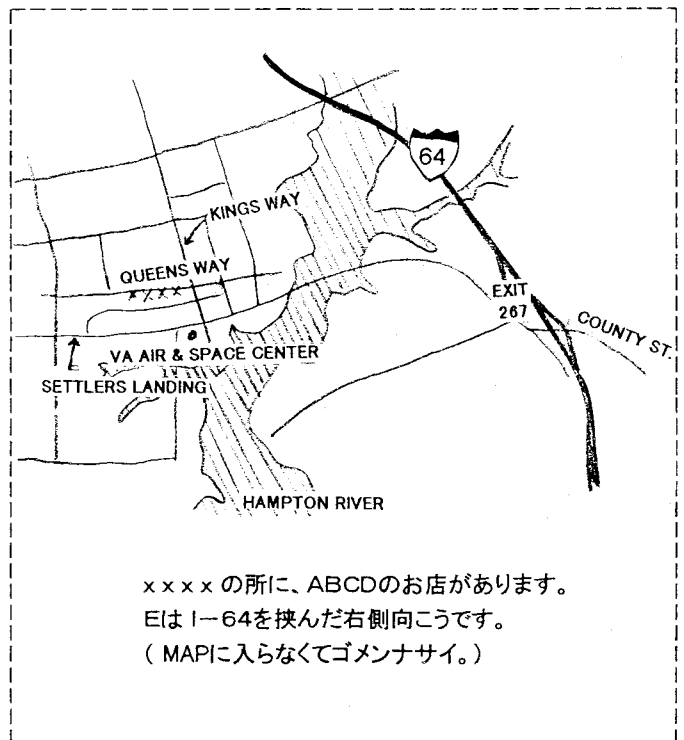 64
KINGS WAY
QUEENS WAY
xxxx
EXIT
267
COUNTY ST.
VA AIR & SPACE CENTER
SETTLERS LANDING
HAMPTON RIVER
xxxxの所に、ABCDのお店があります。
EはI－64を挟んだ右側向こうです。
(MAPに入らなくてゴメンナサイ。)